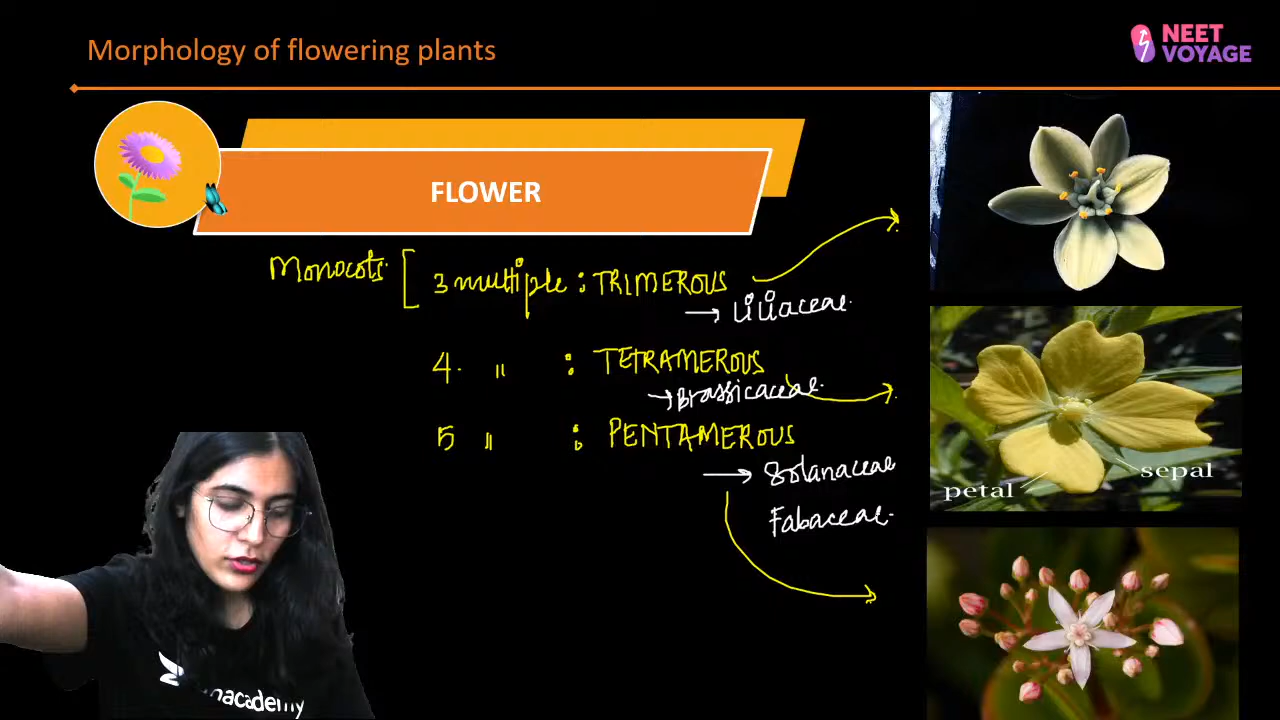 Morphology of flowering plants
NEET
VOYAGE
FLOWER
Monocots [ 3 multiple : TRIMEROUS
→ Liliaceae.
4. " : TETRAMEROUS
→ Brassicaceae.
5 " : PENTAMEROUS
→ Solanaceae
Fabaceae.
petal
sepal
unacademy